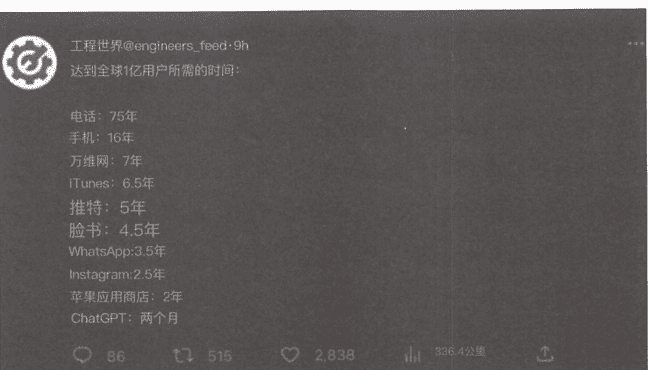 工程世界@engineers_feed·9h
达到全球1亿用户所需的时间：
电话：75年
手机：16年
万维网：7年
iTunes：6.5年
推特：5年
脸书：4.5年
WhatsApp:3.5年
Instagram:2.5年
苹果应用商店：2年
ChatGPT：两个月
86 515 2,838 336.4公里